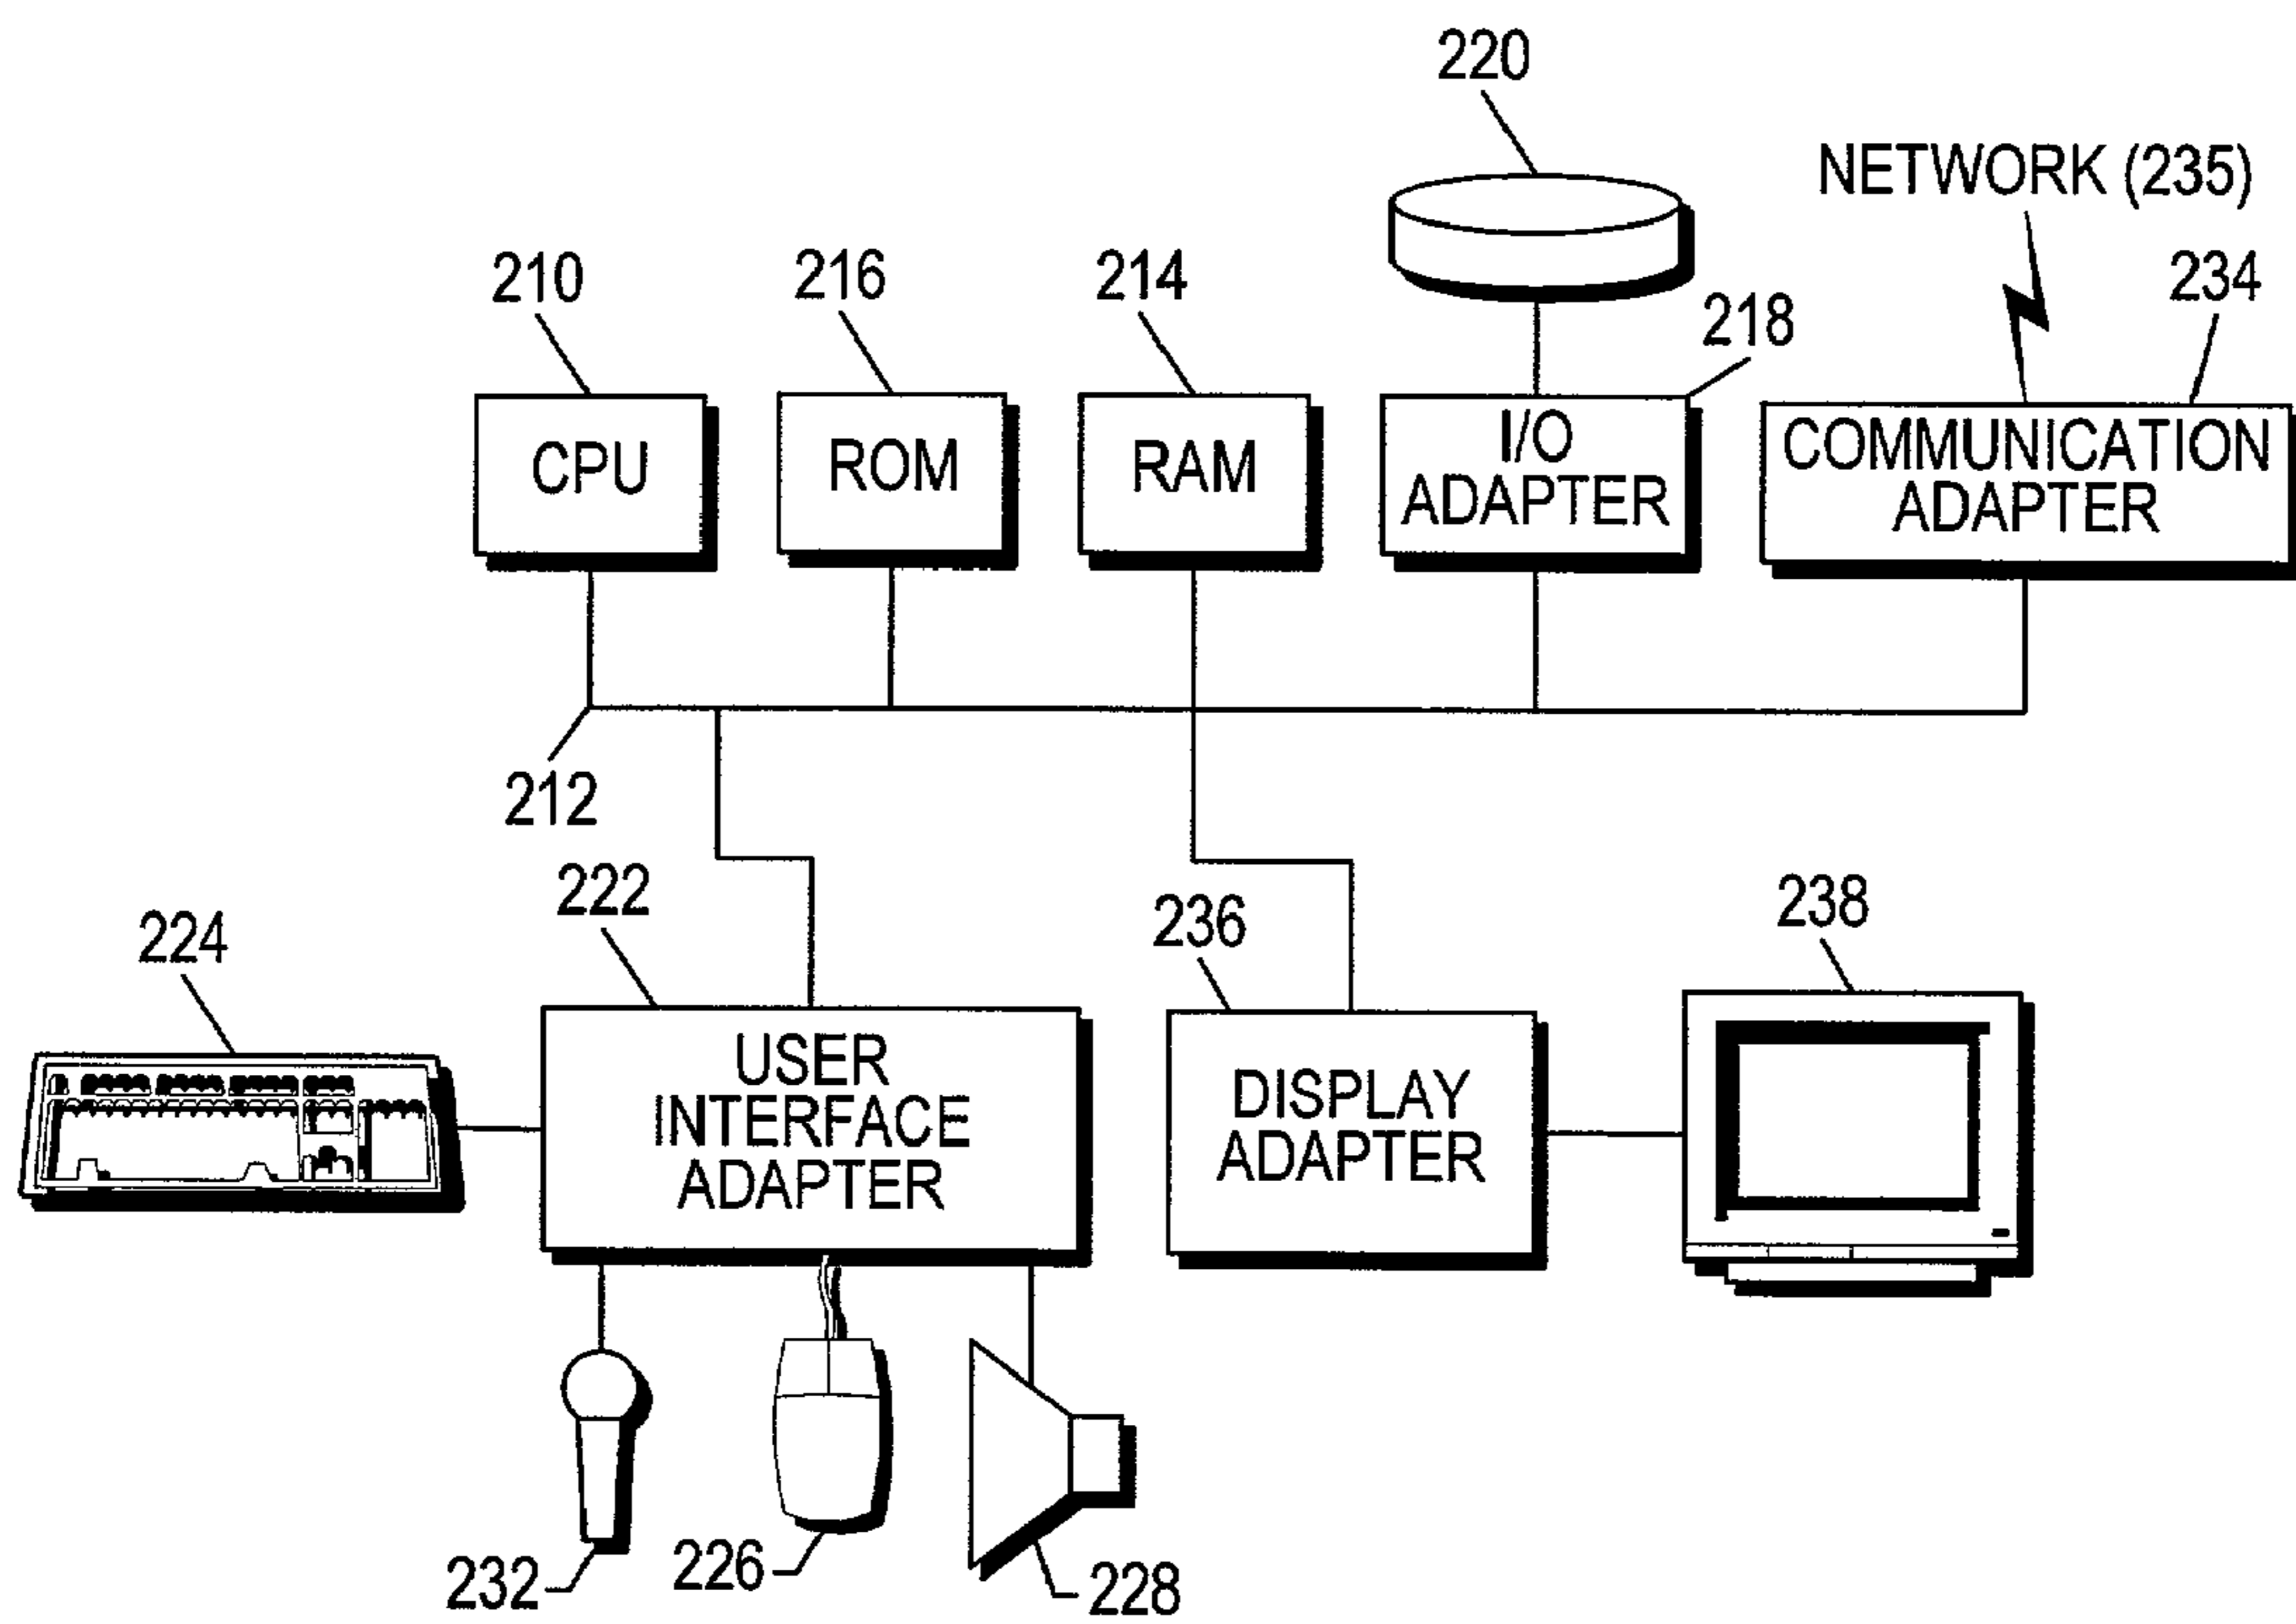 220
NETWORK (235)
210
216
214
218
234
CPU
ROM
RAM
I/O
ADAPTER
COMMUNICATION
ADAPTER
212
222
224
236
238
USER
INTERFACE
ADAPTER
DISPLAY
ADAPTER
232
226
228